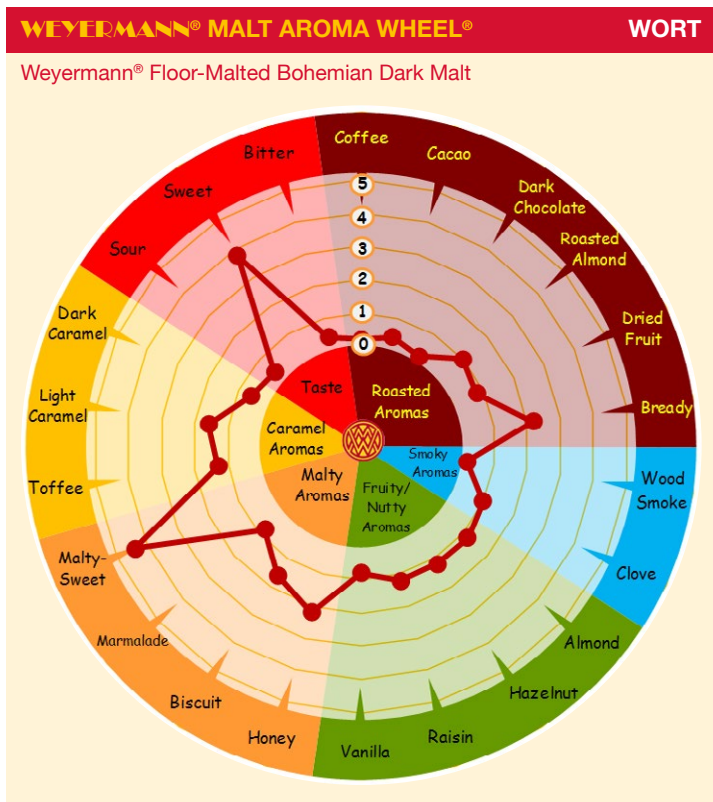 WEYERMANN® MALT AROMA WHEEL® WORT
Weyermann® Floor-Malted Bohemian Dark Malt
Coffee
Cacao
Dark
Chocolate
Roasted
Almond
Dried
Fruit
Bready
Wood
Smoke
Clove
Almond
Hazelnut
Raisin
Vanilla
Honey
Biscuit
Marmalade
Malty-
Sweet
Toffee
Light
Caramel
Dark
Caramel
Sour
Sweet
Bitter
5
4
3
2
1
0
Taste
Roasted
Aromas
Smoky
Aromas
Fruity/
Nutty
Aromas
Malty
Aromas
Caramel
Aromas